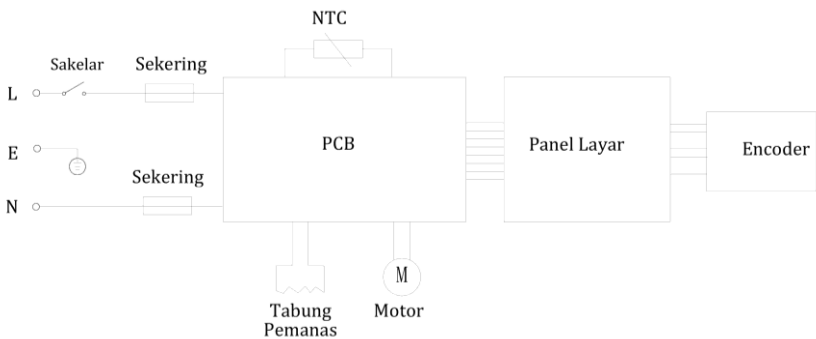 NTC
Sakelar
Sekering
L
PCB
Panel Layar
Encoder
E
Sekering
N
M
Tabung
Pemanas
Motor